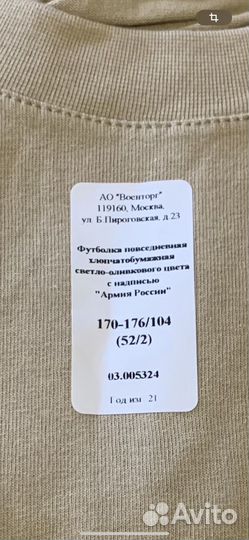 АО "Военторг"
119160, Москва,
ул. Б.Пироговская, д.23
Футболка повседневная
хлопчатобумажная
светло-оливкового цвета
с надписью
"Армия России"
170-176/104
(52/2)
03.005324
Год изг 21
Avito